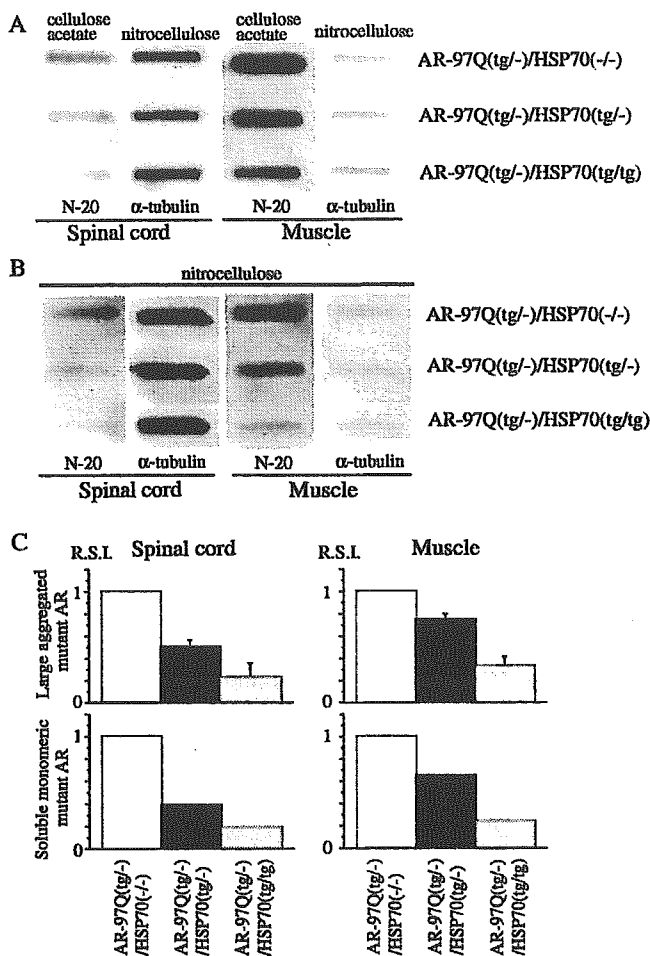 A
cellulose acetate nitrocellulose cellulose acetate nitrocellulose
AR-97Q(tg/-)/HSP70(-/-)
AR-97Q(tg/-)/HSP70(tg/-)
AR-97Q(tg/-)/HSP70(tg/tg)
N-20 α-tubulin N-20 α-tubulin
Spinal cord Muscle
B
nitrocellulose
AR-97Q(tg/-)/HSP70(-/-)
AR-97Q(tg/-)/HSP70(tg/-)
AR-97Q(tg/-)/HSP70(tg/tg)
N-20 α-tubulin N-20 α-tubulin
Spinal cord Muscle
C
R.S.I. Spinal cord R.S.I. Muscle
Large aggregated
mutant AR
1
0
1
0
Soluble monomeric
mutant AR
1
0
1
0
AR-97Q(tg/-)
/HSP70(-/-)
AR-97Q(tg/-)
/HSP70(tg/-)
AR-97Q(tg/-)
/HSP70(tg/tg)
AR-97Q(tg/-)
/HSP70(-/-)
AR-97Q(tg/-)
/HSP70(tg/-)
AR-97Q(tg/-)
/HSP70(tg/tg)